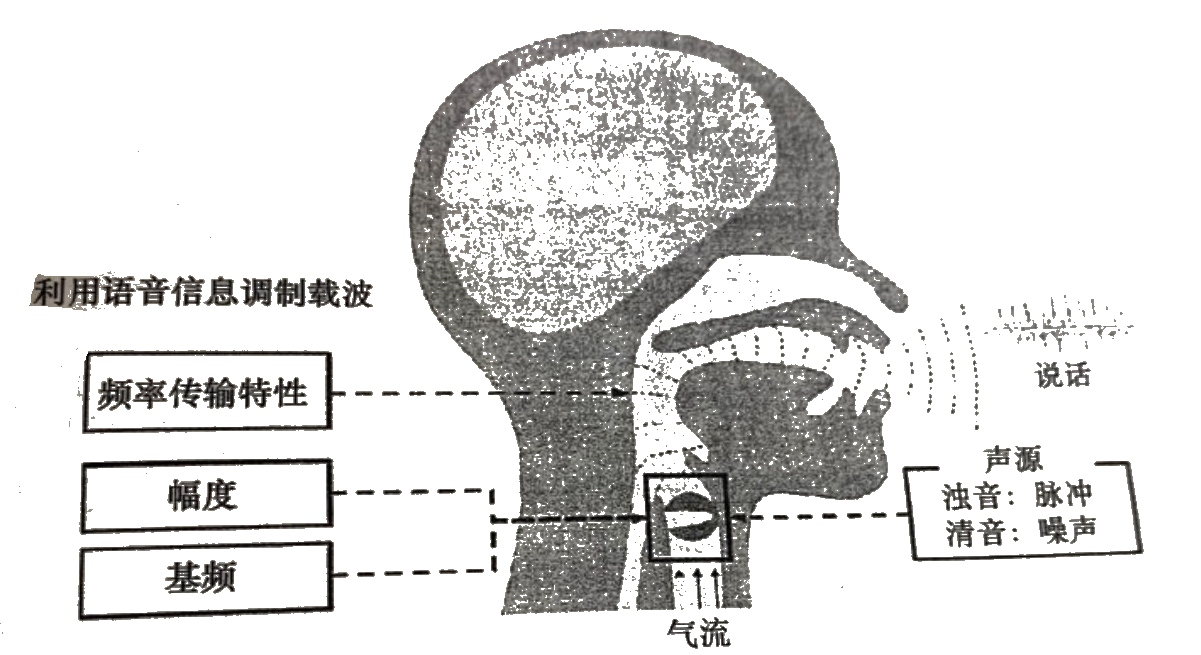 利用语音信息调制载波
频率传输特性
幅度
基频
说话
声源
浊音：脉冲
清音：噪声
气流